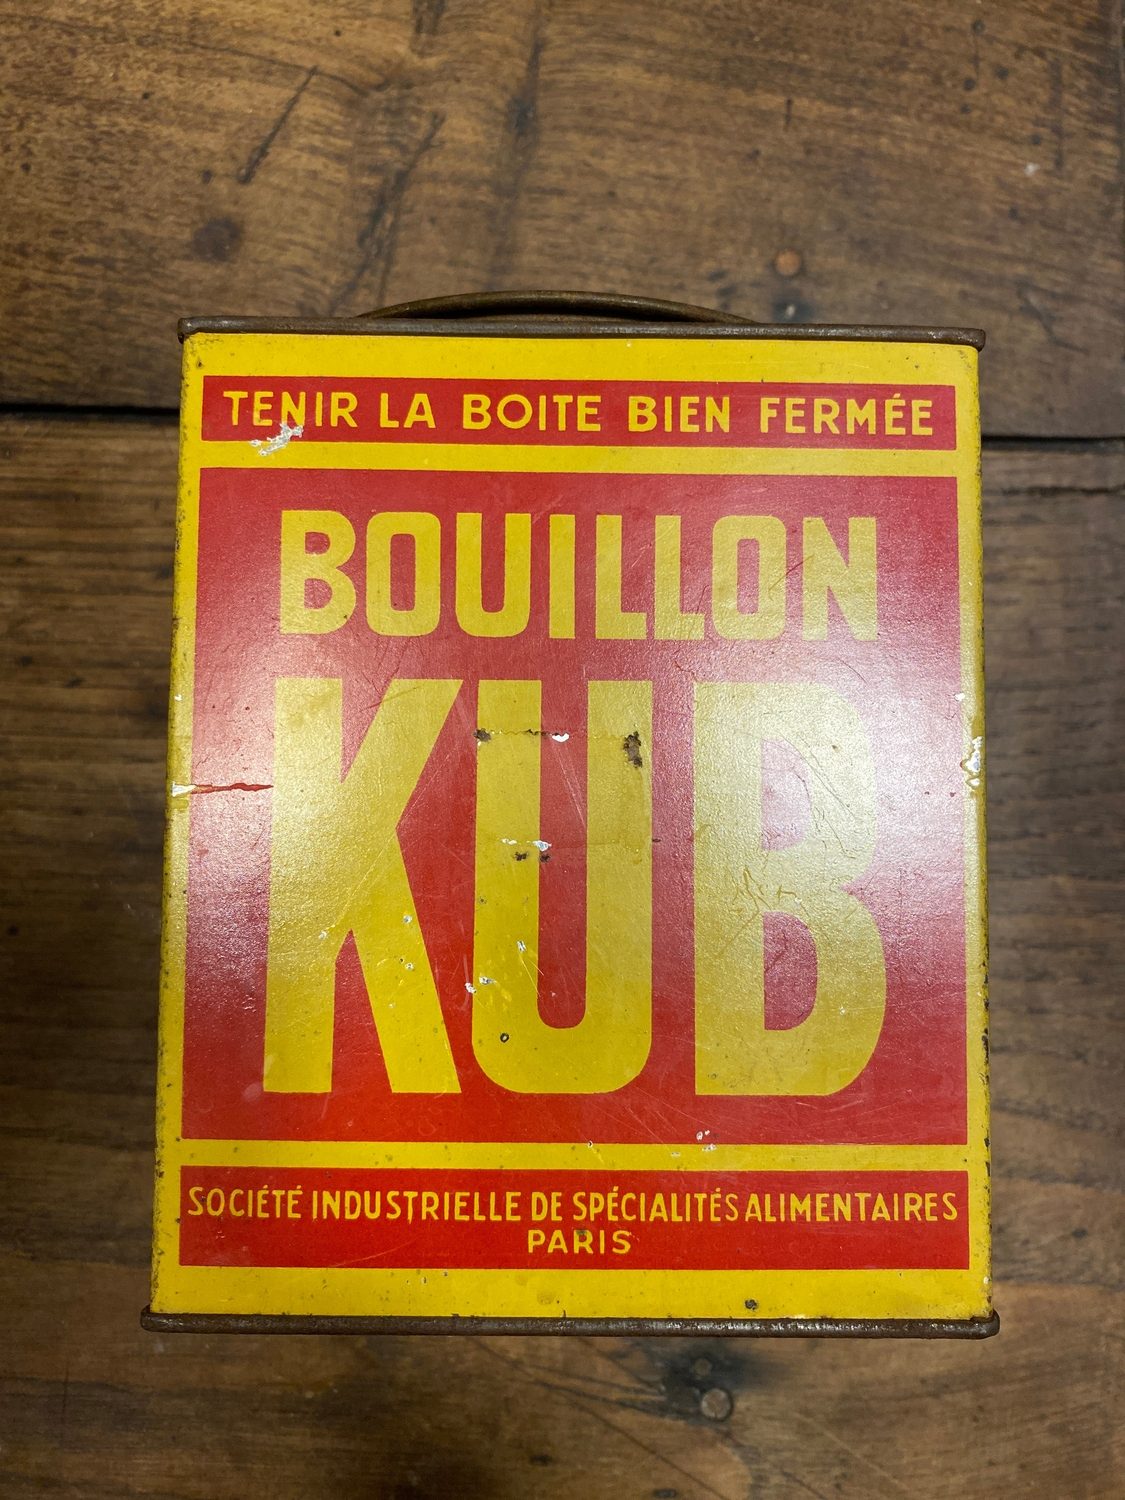 TENIR LA BOITE BIEN FERMÉE
BOUILLON
KUB
SOCIÉTÉ INDUSTRIELLE DE SPÉCIALITÉS ALIMENTAIRES
PARIS